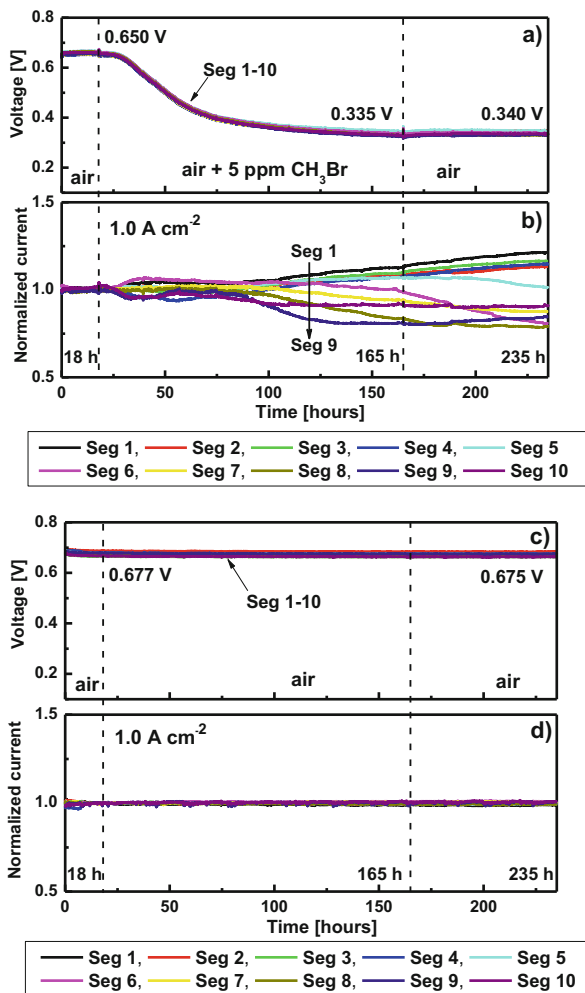 a)
0.8
0.6
0.4
0.2
Voltage [V]
0.650 V
Seg 1-10
0.335 V
0.340 V
air
air + 5 ppm CH₃Br
air
b)
1.5
1.0
0.5
Normalized current
1.0 A cm⁻²
Seg 1
Seg 9
18 h
165 h
235 h
0 50 100 150 200
Time [hours]
Seg 1, Seg 2, Seg 3, Seg 4, Seg 5
Seg 6, Seg 7, Seg 8, Seg 9, Seg 10
c)
0.8
0.6
0.4
0.2
Voltage [V]
0.677 V
Seg 1-10
0.675 V
air
air
air
d)
1.5
1.0
0.5
Normalized current
1.0 A cm⁻²
18 h
165 h
235 h
0 50 100 150 200
Time [hours]
Seg 1, Seg 2, Seg 3, Seg 4, Seg 5
Seg 6, Seg 7, Seg 8, Seg 9, Seg 10